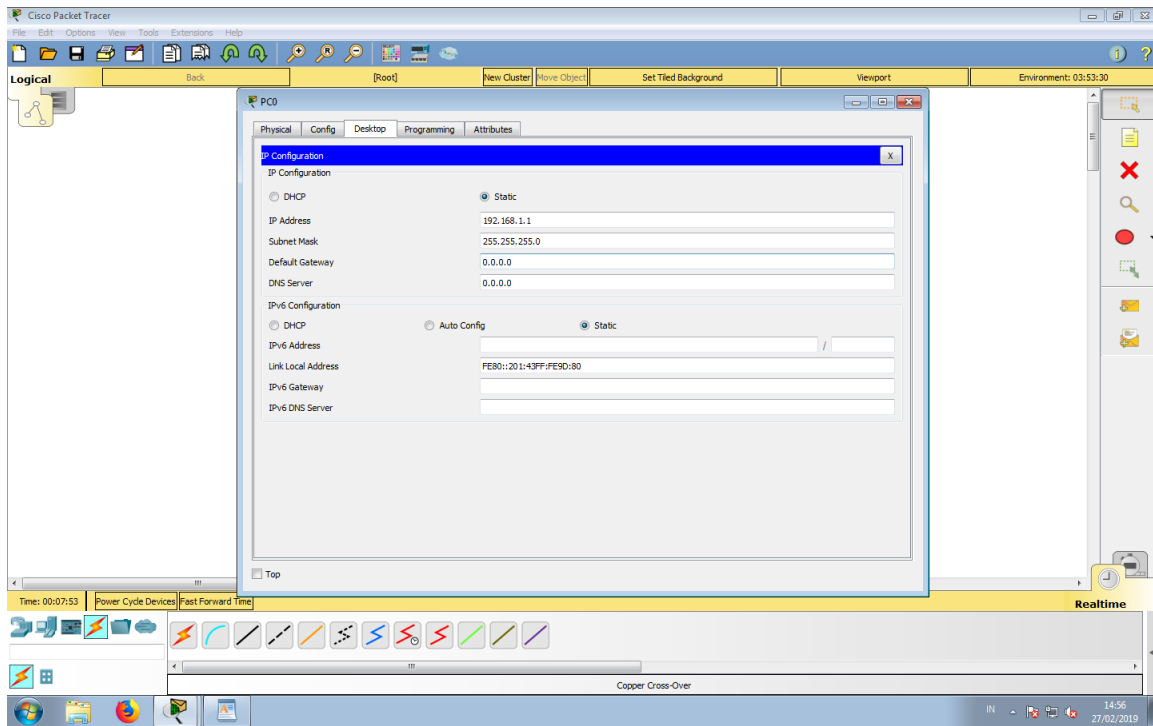 Cisco Packet Tracer
File Edit Options View Tools Extensions Help
Logical Back [Root] New Cluster Move Object Set Tiled Background Viewport Environment: 03:53:30
PC0
Physical Config Desktop Programming Attributes
IP Configuration X
IP Configuration
DHCP Static
IP Address 192.168.1.1
Subnet Mask 255.255.255.0
Default Gateway 0.0.0.0
DNS Server 0.0.0.0
IPv6 Configuration
DHCP Auto Config Static
IPv6 Address /
Link Local Address FE80::201:43FF:FE9D:80
IPv6 Gateway
IPv6 DNS Server
Top
Time: 00:07:53 Power Cycle Devices Fast Forward Time Realtime
Copper Cross-Over
IN 14:56
27/02/2019